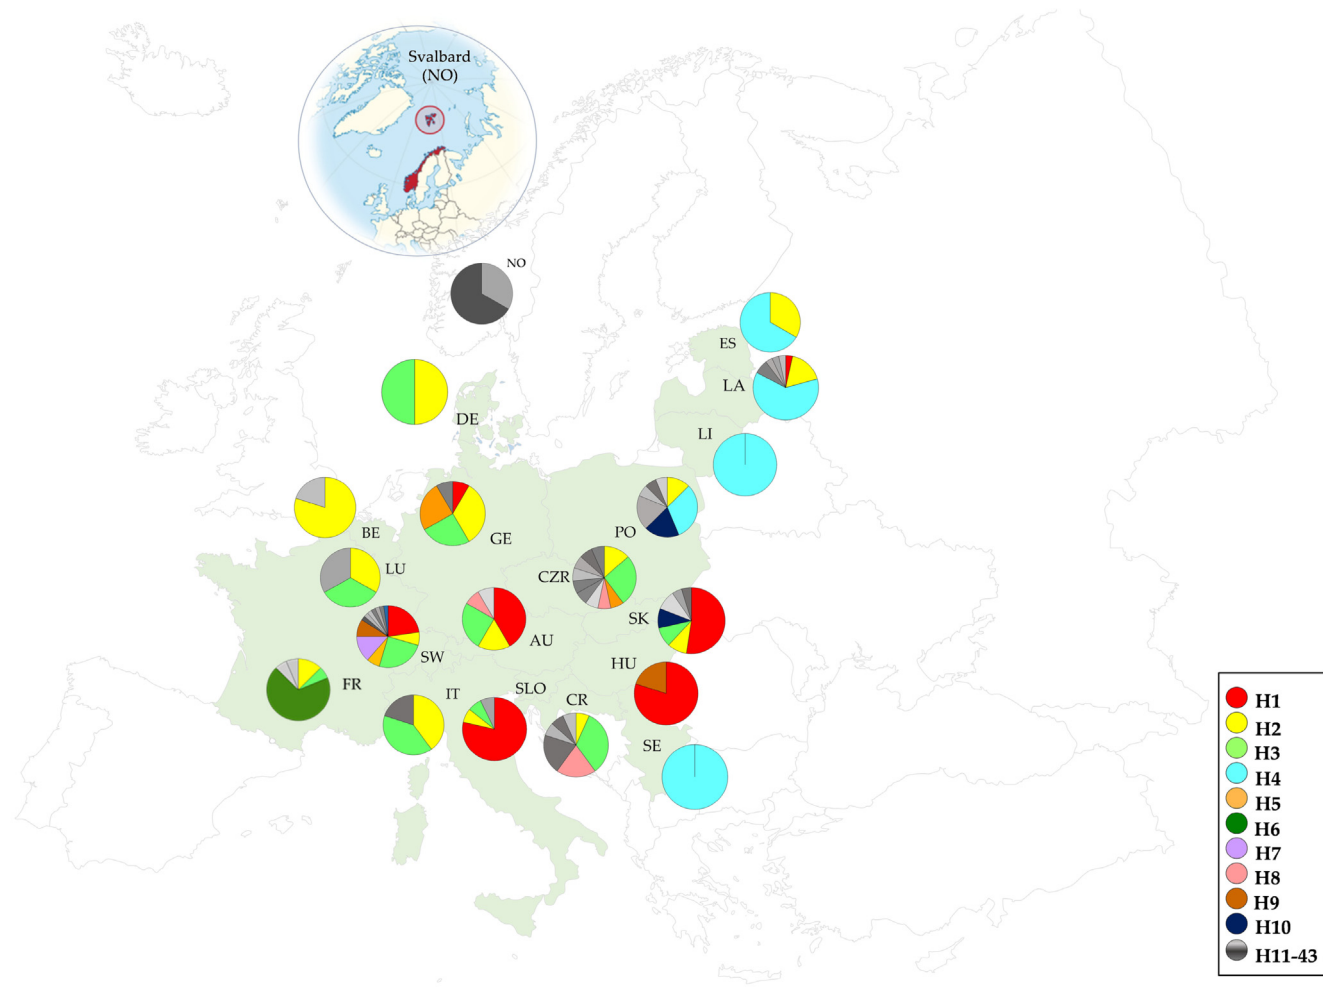 Svalbard
(NO)
NO
ES
LA
DE
LI
BE
GE
PO
LU
CZR
SK
AU
SW
HU
FR
IT
SLO
CR
SE
H1
H2
H3
H4
H5
H6
H7
H8
H9
H10
H11-43